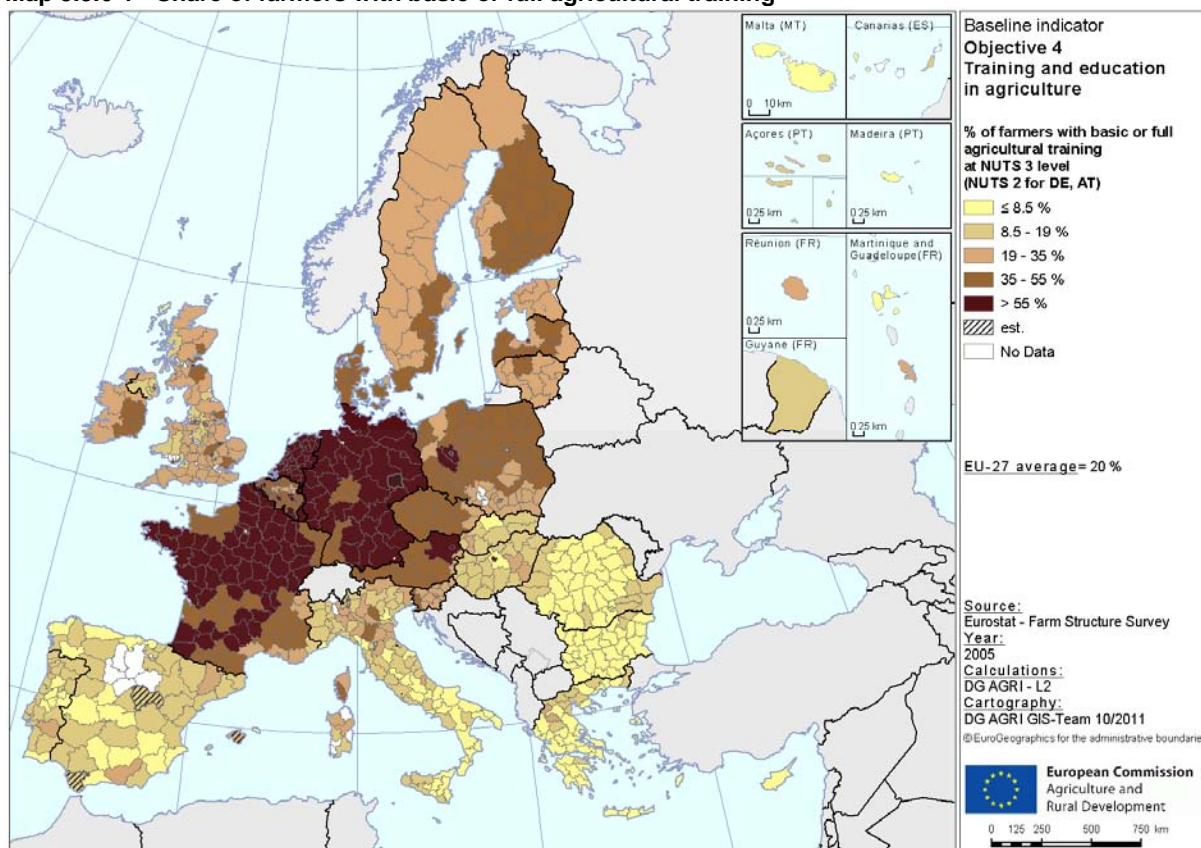 Map 3.3.6-1 - Share of farmers with basic or full agricultural training
Malta (MT)
0 10 km
Canarias (ES)
Açores (PT)
0 25 km
Madeira (PT)
0 25 km
Réunion (FR)
0 25 km
Martinique and
Guadeloupe (FR)
Guyane (FR)
0 25 km
Baseline indicator
Objective 4
Training and education
in agriculture
% of farmers with basic or full
agricultural training
at NUTS 3 level
(NUTS 2 for DE, AT)
≤ 8.5 %
8.5 - 19 %
19 - 35 %
35 - 55 %
> 55 %
est.
No Data
EU-27 average= 20 %
Source:
Eurostat - Farm Structure Survey
Year:
2005
Calculations:
DG AGRI - L2
Cartography:
DG AGRI GIS-Team 10/2011
©EuroGeographics for the administrative boundarie
European Commission
Agriculture and
Rural Development
0 125 250 500 750 km